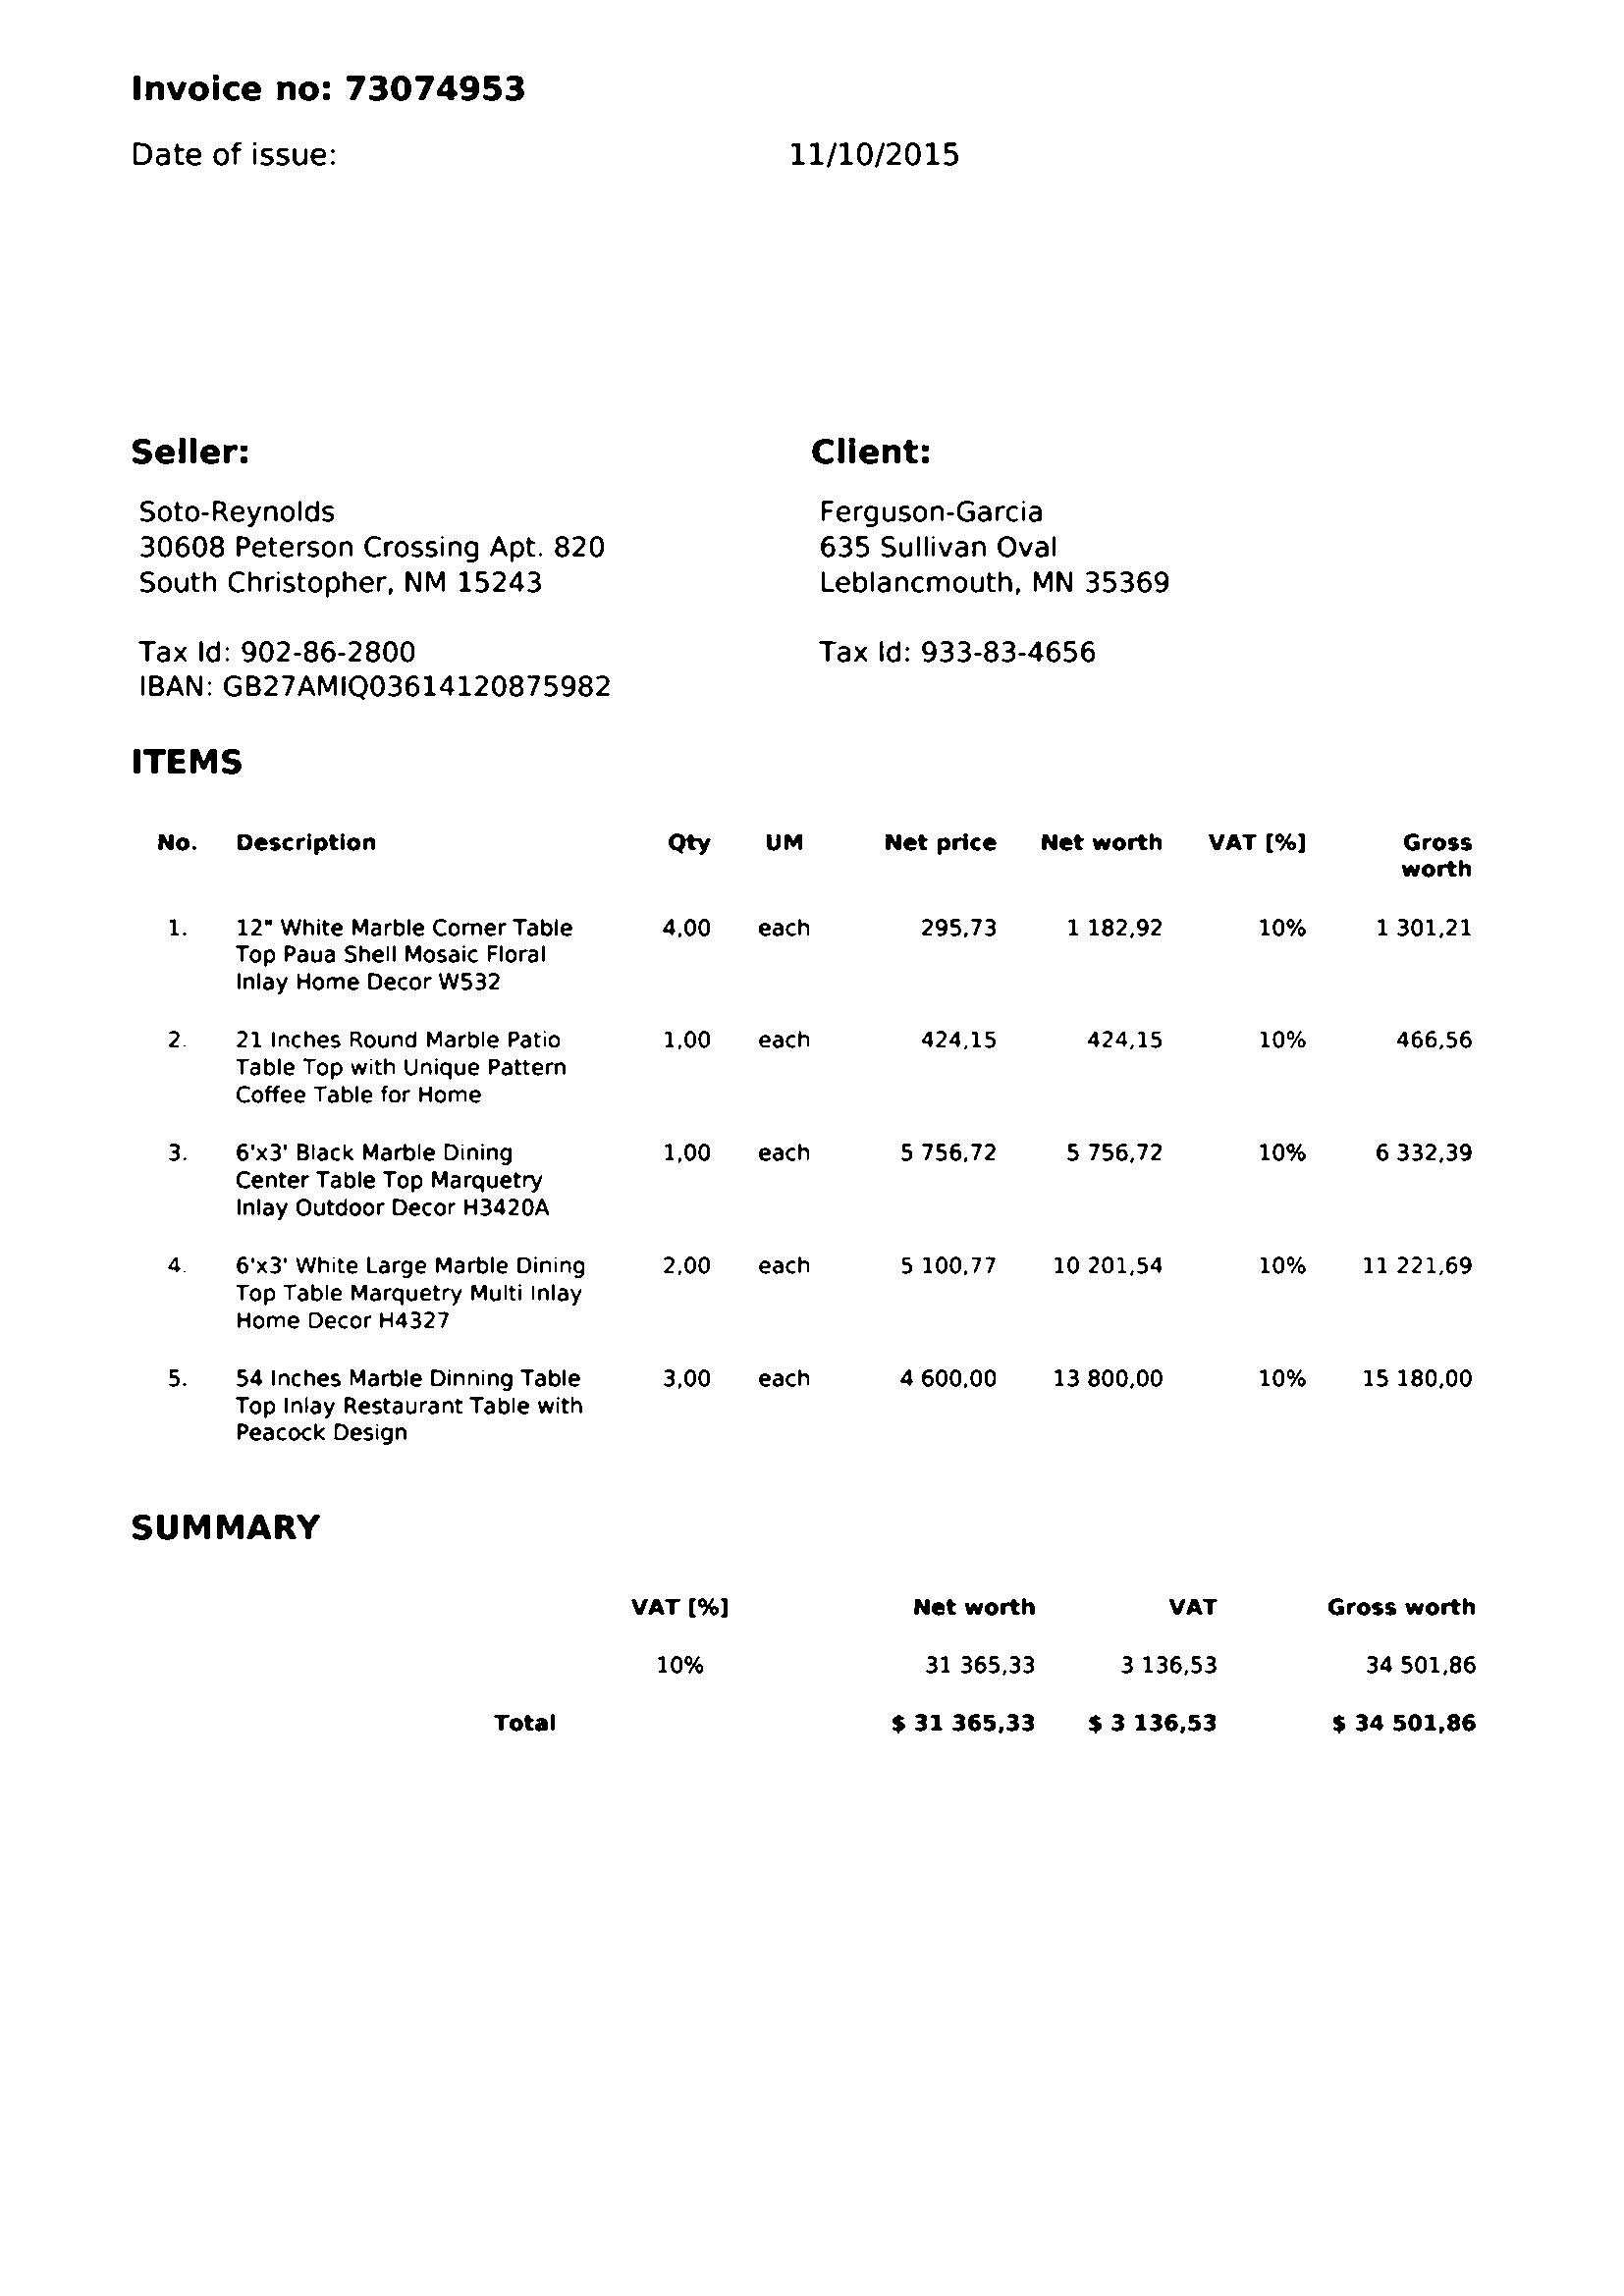 Invoice no: 73074953
Date of issue: 11/10/2015
Seller:
Soto-Reynolds
30608 Peterson Crossing Apt. 820
South Christopher, NM 15243
Tax Id: 902-86-2800
IBAN: GB27AMIQ03614120875982
Client:
Ferguson-Garcia
635 Sullivan Oval
Leblancmouth, MN 35369
Tax Id: 933-83-4656
ITEMS
No. Description Qty UM Net price Net worth VAT [%] Gross
worth
1. 12" White Marble Corner Table 4,00 each 295,73 1 182,92 10% 1 301,21
Top Paua Shell Mosaic Floral
Inlay Home Decor W532
2. 21 Inches Round Marble Patio 1,00 each 424,15 424,15 10% 466,56
Table Top with Unique Pattern
Coffee Table for Home
3. 6'x3' Black Marble Dining 1,00 each 5 756,72 5 756,72 10% 6 332,39
Center Table Top Marquetry
Inlay Outdoor Decor H3420A
4. 6'x3' White Large Marble Dining 2,00 each 5 100,77 10 201,54 10% 11 221,69
Top Table Marquetry Multi Inlay
Home Decor H4327
5. 54 Inches Marble Dinning Table 3,00 each 4 600,00 13 800,00 10% 15 180,00
Top Inlay Restaurant Table with
Peacock Design
SUMMARY
VAT [%] Net worth VAT Gross worth
10% 31 365,33 3 136,53 34 501,86
Total $ 31 365,33 $ 3 136,53 $ 34 501,86